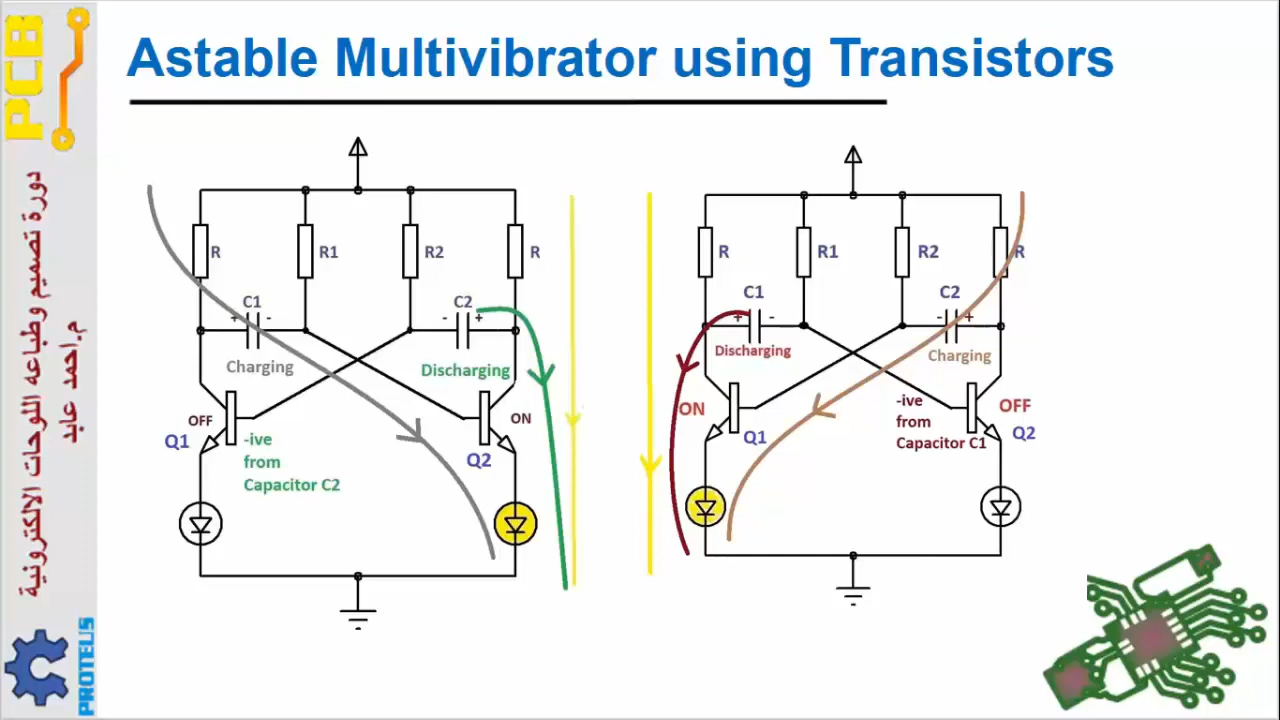 Astable Multivibrator using Transistors
PCB
دورة تصميم وطباعه اللوحات الالكترونية
م.احمد عابد
PROTEUS
R
R1
R2
R
C1
C2
+
-
-
+
Charging
Discharging
OFF
ON
Q1
Q2
-ive
from
Capacitor C2
R
R1
R2
R
C1
C2
+
-
-
+
Discharging
Charging
ON
OFF
Q1
Q2
-ive
from
Capacitor C1